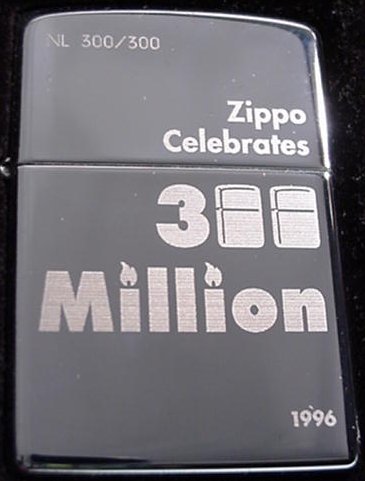 NL 300/300
Zippo
Celebrates
300
Million
1996